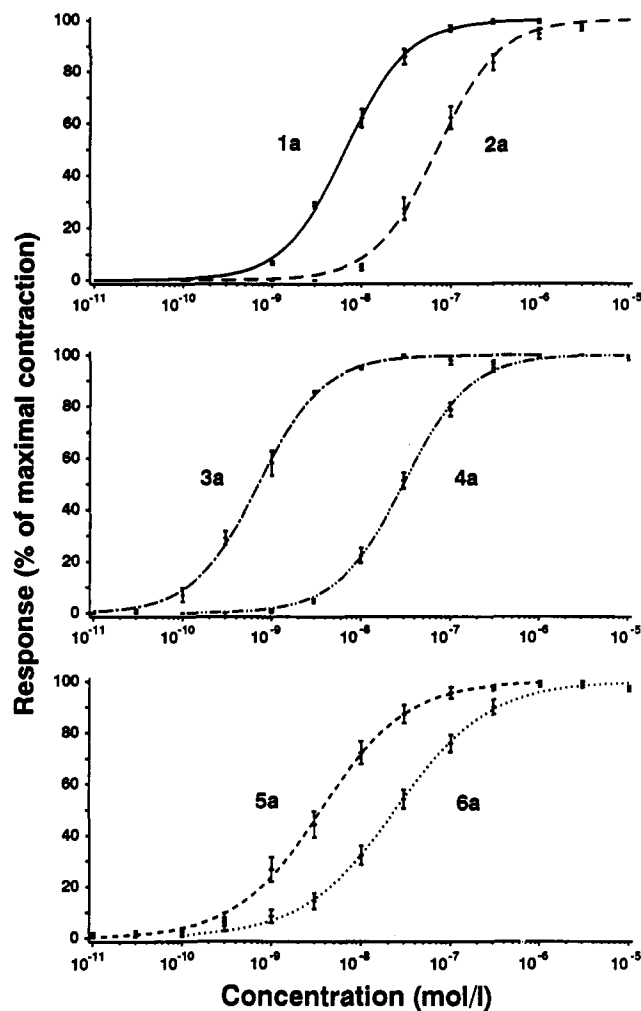 Response (% of maximal contraction)
100
80
60
40
20
0
1a
2a
10⁻¹¹ 10⁻¹⁰ 10⁻⁹ 10⁻⁸ 10⁻⁷ 10⁻⁶ 10⁻⁵
100
80
60
40
20
0
3a
4a
10⁻¹¹ 10⁻¹⁰ 10⁻⁹ 10⁻⁸ 10⁻⁷ 10⁻⁶ 10⁻⁵
100
80
60
40
20
0
5a
6a
10⁻¹¹ 10⁻¹⁰ 10⁻⁹ 10⁻⁸ 10⁻⁷ 10⁻⁶ 10⁻⁵
Concentration (mol/l)